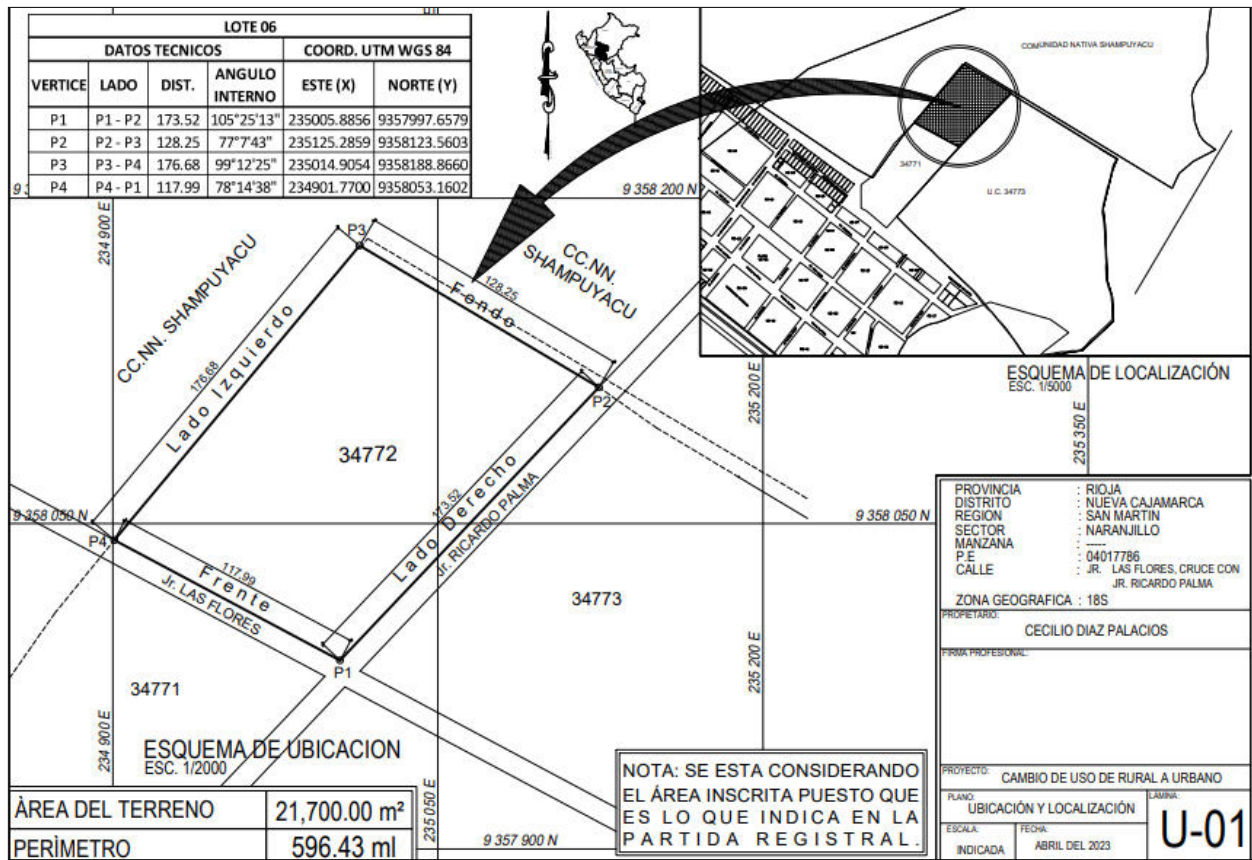 LOTE 06
DATOS TECNICOS COORD. UTM WGS 84
VERTICE LADO DIST. ANGULO INTERNO ESTE (X) NORTE (Y)
P1 P1 - P2 173.52 105°25'13" 235005.8856 9357997.6579
P2 P2 - P3 128.25 77°7'43" 235125.2859 9358123.5603
P3 P3 - P4 176.68 99°12'25" 235014.9054 9358188.8660
P4 P4 - P1 117.99 78°14'38" 234901.7700 9358053.1602
COMUNIDAD NATIVA SHAMPUYACU
34771
U.C. 34773
ESQUEMA DE LOCALIZACIÓN
ESC. 1/5000
9 358 200 N
234 900 E
P3
CC.NN. SHAMPUYACU
CC.NN.
SHAMPUYACU
128.25
Fondo
176.68
Lado Izquierdo
P2
235 200 E
235 350 E
34772
173.52
Lado Derecho
Jr. RICARDO PALMA
9 358 050 N
9 358 050 N
P4
117.99
Frente
Jr. LAS FLORES
34773
P1
34771
234 900 E
235 200 E
ESQUEMA DE UBICACION
ESC. 1/2000
ÀREA DEL TERRENO 21,700.00 m²
PERÌMETRO 596.43 ml
235 050 E
9 357 900 N
NOTA: SE ESTA CONSIDERANDO
EL ÁREA INSCRITA PUESTO QUE
ES LO QUE INDICA EN LA
PARTIDA REGISTRAL.
PROVINCIA : RIOJA
DISTRITO : NUEVA CAJAMARCA
REGION : SAN MARTIN
SECTOR : NARANJILLO
MANZANA : -----
P.E : 04017786
CALLE : JR. LAS FLORES, CRUCE CON
JR. RICARDO PALMA
ZONA GEOGRAFICA : 18S
PROPIETARIO:
CECILIO DIAZ PALACIOS
FIRMA PROFESIONAL:
PROYECTO: CAMBIO DE USO DE RURAL A URBANO
PLANO: UBICACIÓN Y LOCALIZACIÓN
LÁMINA: U-01
ESCALA: INDICADA
FECHA: ABRIL DEL 2023